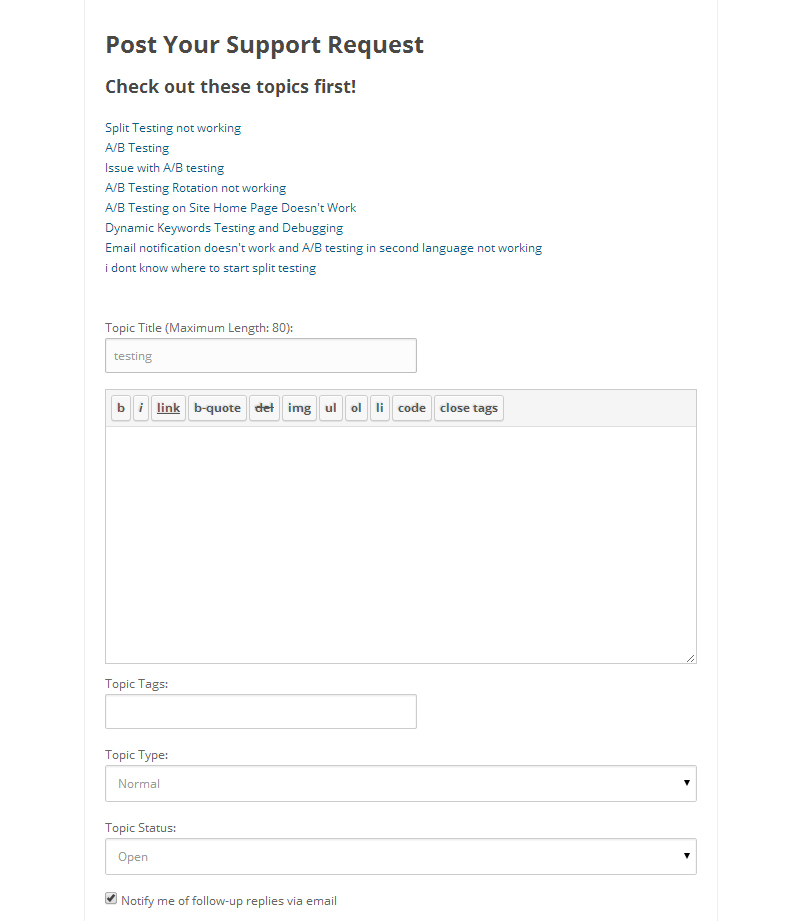 Post Your Support Request
Check out these topics first!
Split Testing not working
A/B Testing
Issue with A/B testing
A/B Testing Rotation not working
A/B Testing on Site Home Page Doesn't Work
Dynamic Keywords Testing and Debugging
Email notification doesn't work and A/B testing in second language not working
i dont know where to start split testing
Topic Title (Maximum Length: 80):
testing
b i link b-quote del img ul ol li code close tags
Topic Tags:
Topic Type:
Normal
Topic Status:
Open
Notify me of follow-up replies via email